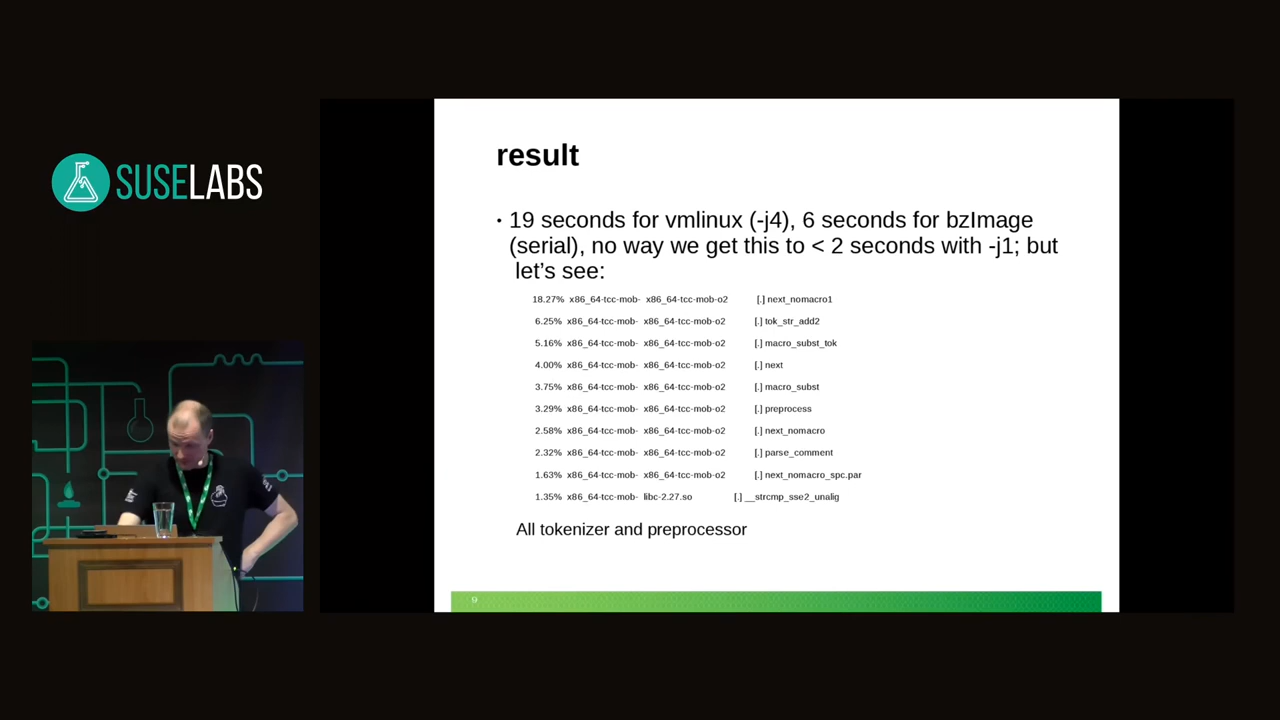 SUSELABS
result
• 19 seconds for vmlinux (-j4), 6 seconds for bzImage
(serial), no way we get this to < 2 seconds with -j1; but
let’s see:
18.27% x86_64-tcc-mob- x86_64-tcc-mob-o2 [.] next_nomacro1
6.25% x86_64-tcc-mob- x86_64-tcc-mob-o2 [.] tok_str_add2
5.16% x86_64-tcc-mob- x86_64-tcc-mob-o2 [.] macro_subst_tok
4.00% x86_64-tcc-mob- x86_64-tcc-mob-o2 [.] next
3.75% x86_64-tcc-mob- x86_64-tcc-mob-o2 [.] macro_subst
3.29% x86_64-tcc-mob- x86_64-tcc-mob-o2 [.] preprocess
2.58% x86_64-tcc-mob- x86_64-tcc-mob-o2 [.] next_nomacro
2.32% x86_64-tcc-mob- x86_64-tcc-mob-o2 [.] parse_comment
1.63% x86_64-tcc-mob- x86_64-tcc-mob-o2 [.] next_nomacro_spc.par
1.35% x86_64-tcc-mob- libc-2.27.so [.] __strcmp_sse2_unalig
All tokenizer and preprocessor
9